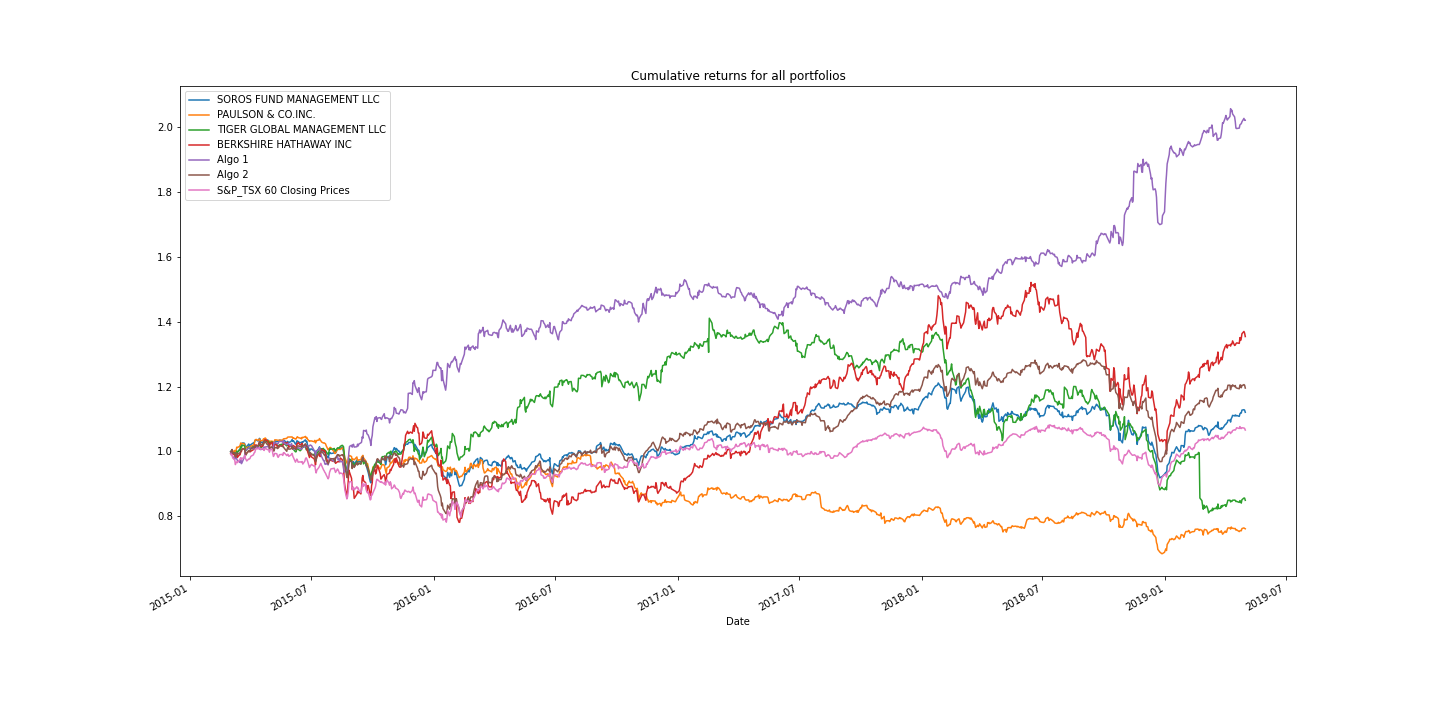 Cumulative returns for all portfolios
SOROS FUND MANAGEMENT LLC
PAULSON & CO.INC.
TIGER GLOBAL MANAGEMENT LLC
BERKSHIRE HATHAWAY INC
Algo 1
Algo 2
S&P_TSX 60 Closing Prices
2.0
1.8
1.6
1.4
1.2
1.0
0.8
2015-01
2015-07
2016-01
2016-07
2017-01
2017-07
2018-01
2018-07
2019-01
2019-07
Date